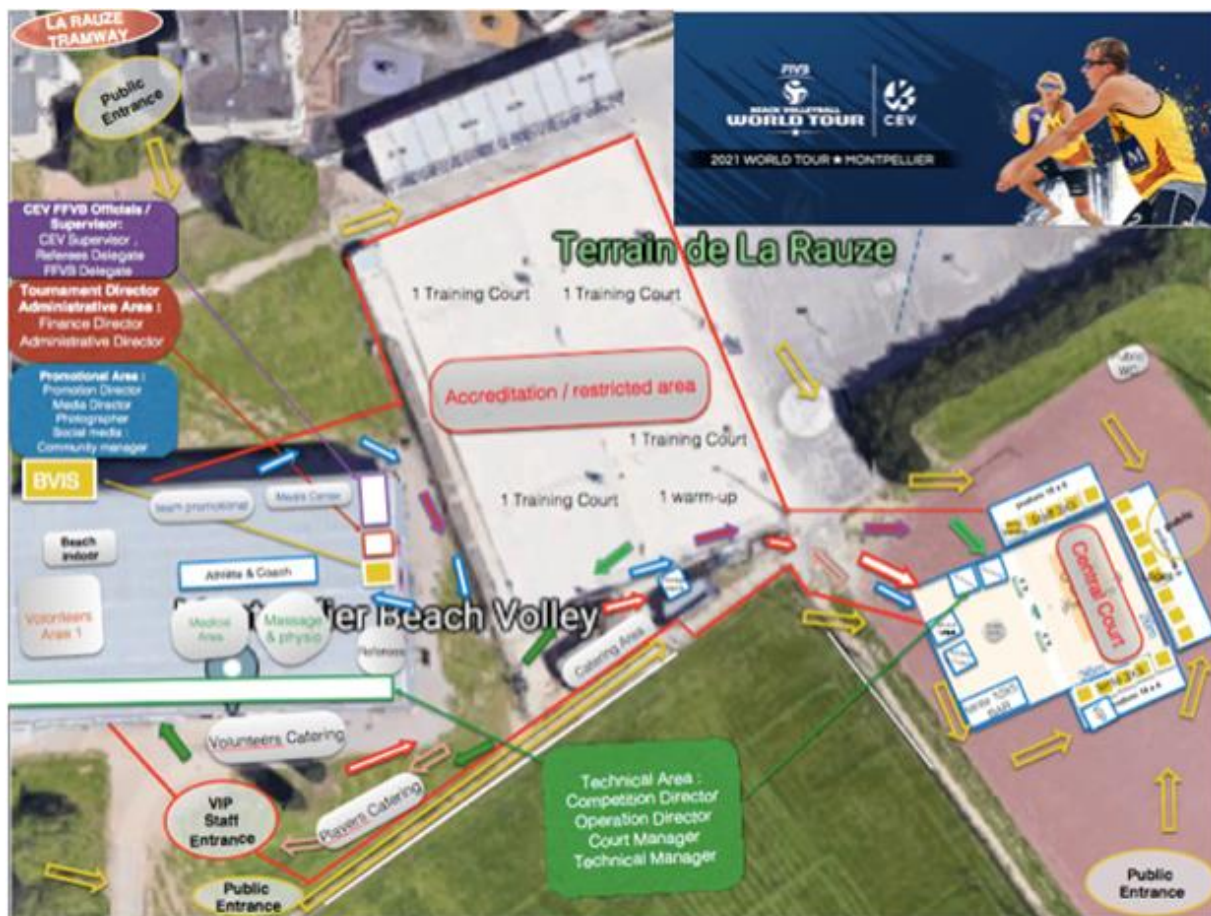 LA RAUZE
TRAMWAY
Public
Entrance
FIVB
BEACH VOLLEYBALL
WORLD TOUR
CEV
2021 WORLD TOUR ★ MONTPELLIER
CEV FFVB Officials /
Supervisor:
CEV Supervisor
Referees Delegate
FFVB Delegate
Tournament Director
Administrative Area :
Finance Director
Administrative Director
Promotional Area :
Promotion Director
Media Director
Photographer
Social media :
Community manager
BVIS
Terrain de La Rauze
1 Training Court
1 Training Court
Accreditation / restricted area
1 Training Court
1 Training Court
1 warm-up
team promotional
Media Center
Beach
indoor
Athlète & Coach
Volonteers
Area 1
Medical
Area
Massage
& physio
Referees
Beach Volley
Catering Area
Volunteers Catering
Players Catering
VIP
Staff
Entrance
Public
Entrance
Technical Area :
Competition Director
Operation Director
Court Manager
Technical Manager
Central Court
Public
Entrance